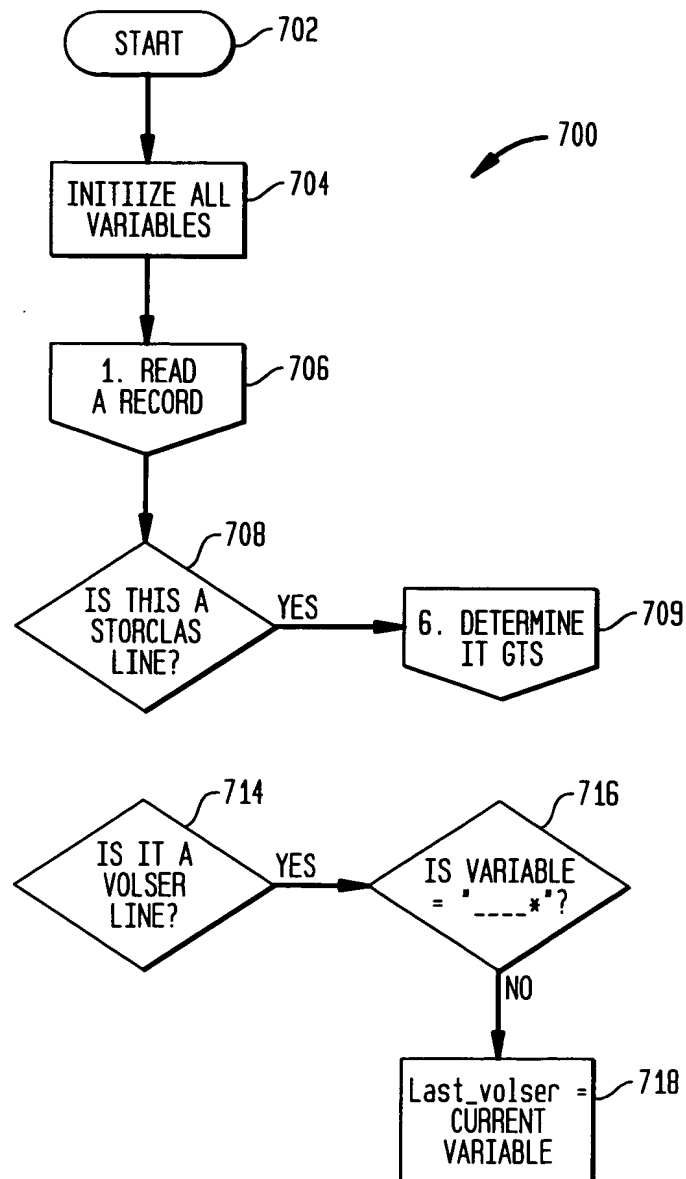 START
702
700
INITIIZE ALL
VARIABLES
704
1. READ
A RECORD
706
708
IS THIS A
STORCLAS
LINE?
YES
6. DETERMINE
IT GTS
709
714
IS IT A
VOLSER
LINE?
YES
716
IS VARIABLE
= "____*"?
NO
Last_volser =
CURRENT
VARIABLE
718